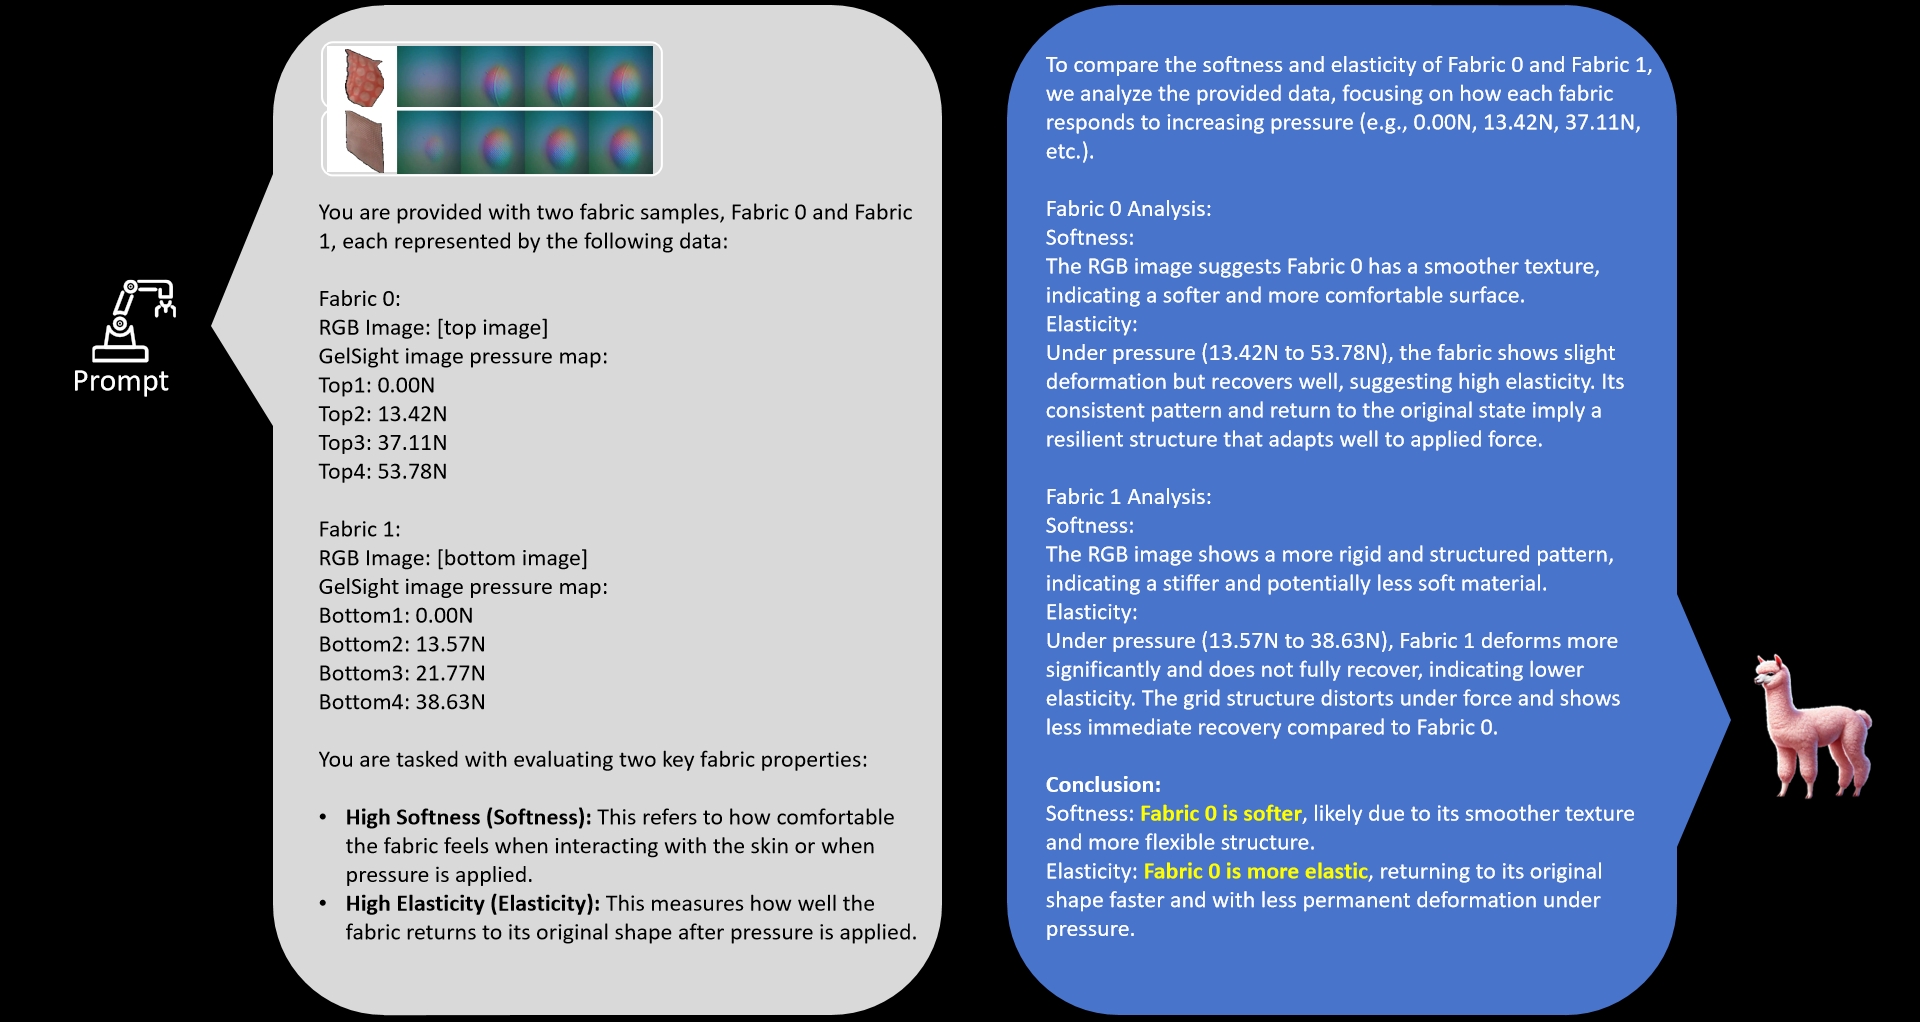 Prompt
You are provided with two fabric samples, Fabric 0 and Fabric
1, each represented by the following data:
Fabric 0:
RGB Image: [top image]
GelSight image pressure map:
Top1: 0.00N
Top2: 13.42N
Top3: 37.11N
Top4: 53.78N
Fabric 1:
RGB Image: [bottom image]
GelSight image pressure map:
Bottom1: 0.00N
Bottom2: 13.57N
Bottom3: 21.77N
Bottom4: 38.63N
You are tasked with evaluating two key fabric properties:
• High Softness (Softness): This refers to how comfortable
the fabric feels when interacting with the skin or when
pressure is applied.
• High Elasticity (Elasticity): This measures how well the
fabric returns to its original shape after pressure is applied.
To compare the softness and elasticity of Fabric 0 and Fabric 1,
we analyze the provided data, focusing on how each fabric
responds to increasing pressure (e.g., 0.00N, 13.42N, 37.11N,
etc.).
Fabric 0 Analysis:
Softness:
The RGB image suggests Fabric 0 has a smoother texture,
indicating a softer and more comfortable surface.
Elasticity:
Under pressure (13.42N to 53.78N), the fabric shows slight
deformation but recovers well, suggesting high elasticity. Its
consistent pattern and return to the original state imply a
resilient structure that adapts well to applied force.
Fabric 1 Analysis:
Softness:
The RGB image shows a more rigid and structured pattern,
indicating a stiffer and potentially less soft material.
Elasticity:
Under pressure (13.57N to 38.63N), Fabric 1 deforms more
significantly and does not fully recover, indicating lower
elasticity. The grid structure distorts under force and shows
less immediate recovery compared to Fabric 0.
Conclusion:
Softness: Fabric 0 is softer, likely due to its smoother texture
and more flexible structure.
Elasticity: Fabric 0 is more elastic, returning to its original
shape faster and with less permanent deformation under
pressure.